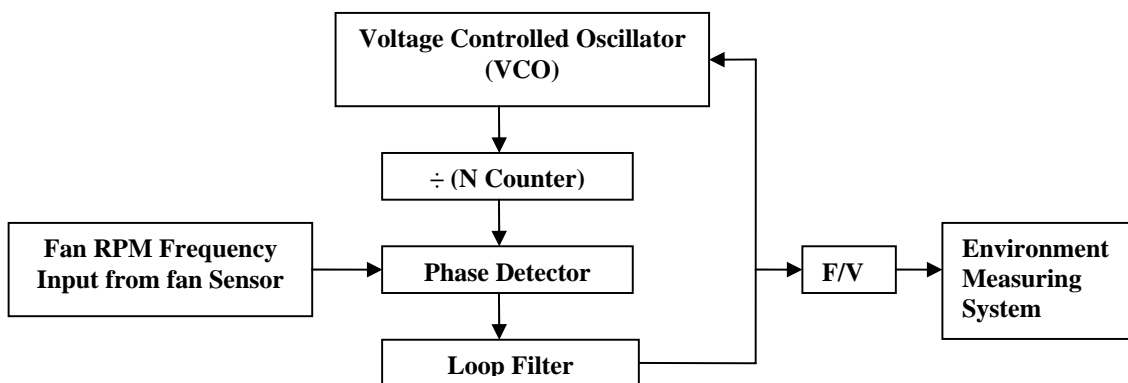 Voltage Controlled Oscillator
(VCO)
÷ (N Counter)
Fan RPM Frequency
Input from fan Sensor
Phase Detector
F/V
Environment
Measuring
System
Loop Filter